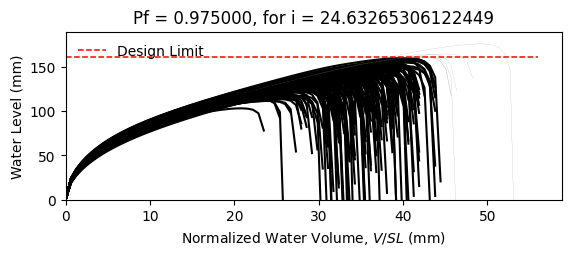 Pf = 0.975000, for i = 24.63265306122449
Design Limit
Water Level (mm)
150
100
50
0
0 10 20 30 40 50
Normalized Water Volume, V/SL (mm)